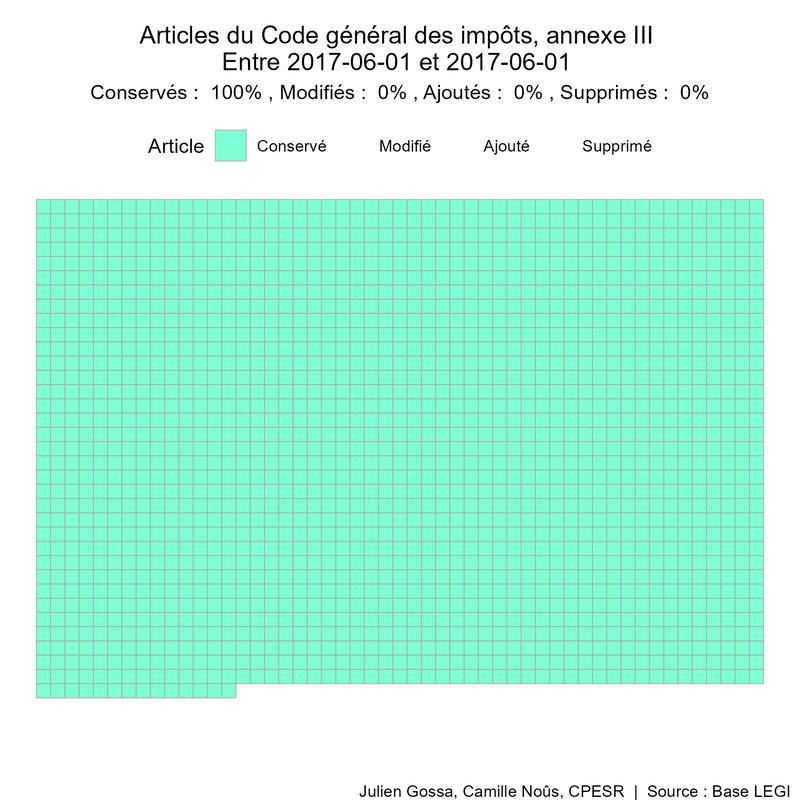 Articles du Code général des impôts, annexe III
Entre 2017-06-01 et 2017-06-01
Conservés :  100% , Modifiés :  0% , Ajoutés :  0% , Supprimés :  0%
Article Conservé Modifié Ajouté Supprimé
Julien Gossa, Camille Noûs, CPESR  |  Source : Base LEGI